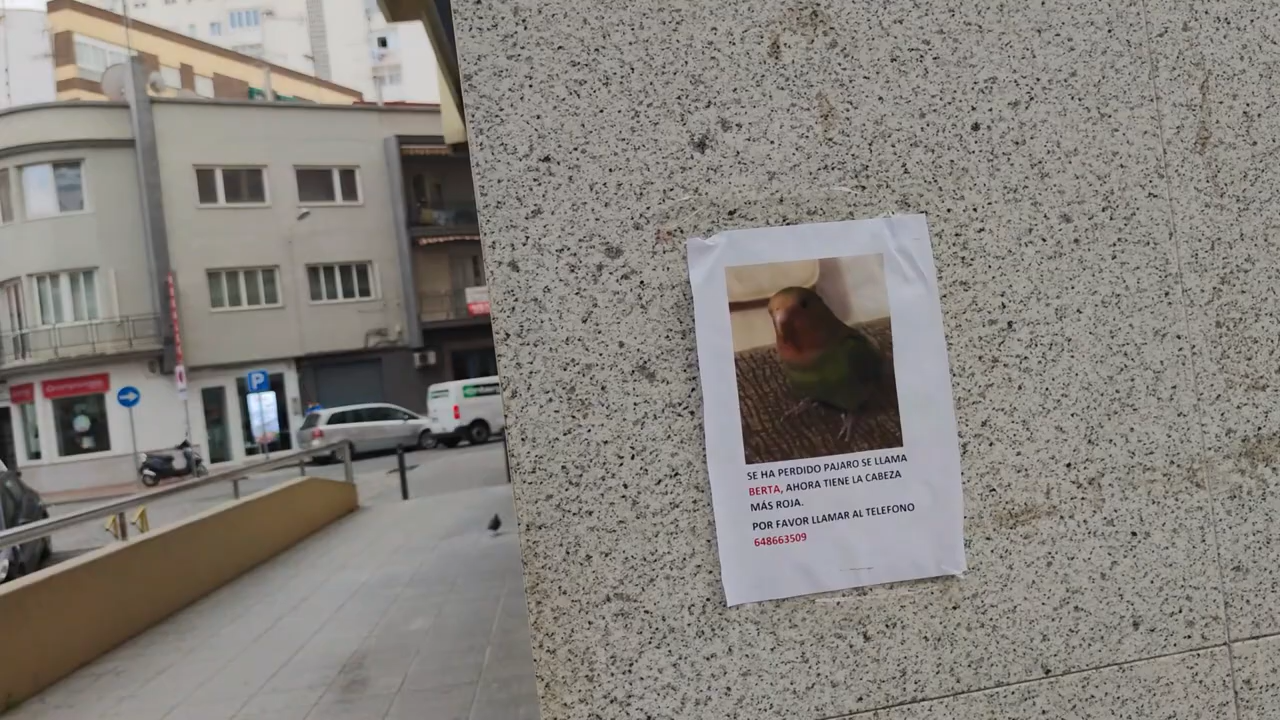 SE HA PERDIDO PAJARO SE LLAMA
BERTA, AHORA TIENE LA CABEZA
MÁS ROJA.
POR FAVOR LLAMAR AL TELEFONO
648663509
P